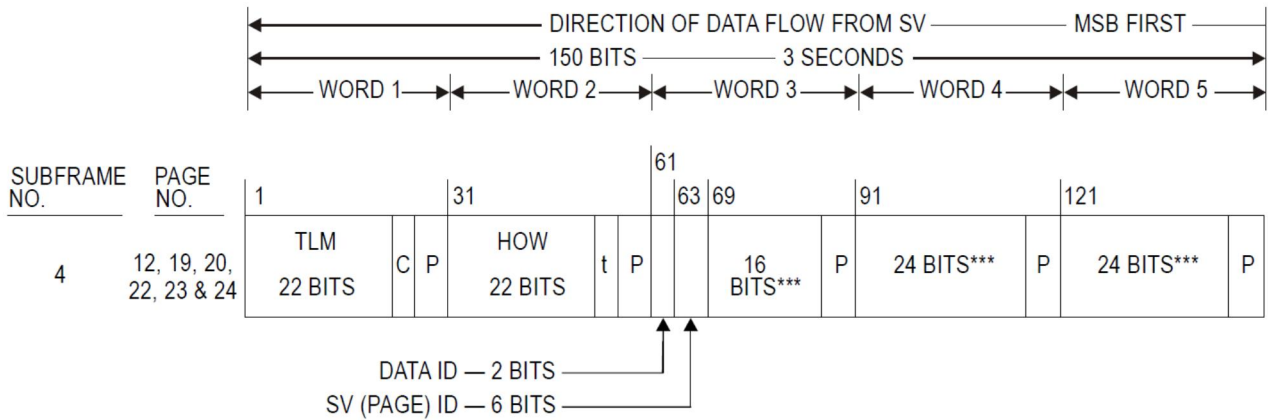 DIRECTION OF DATA FLOW FROM SV MSB FIRST
150 BITS 3 SECONDS
WORD 1 WORD 2 WORD 3 WORD 4 WORD 5
61
SUBFRAME PAGE
NO. NO.
1 31 63 69 91 121
TLM HOW
C P t P P P P
4 12, 19, 20, 16 24 BITS*** 24 BITS***
22, 23 & 24 22 BITS 22 BITS BITS***
DATA ID — 2 BITS
SV (PAGE) ID — 6 BITS